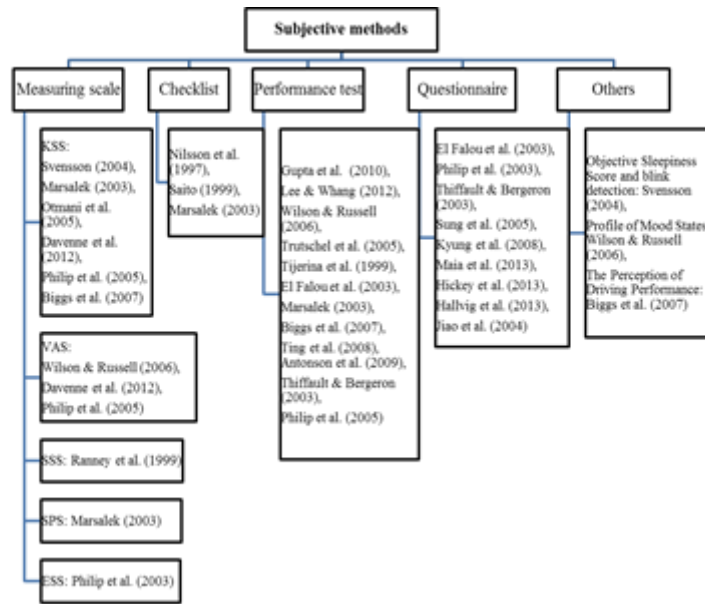 Subjective methods
Measuring scale
Checklist
Performance test
Questionnaire
Others
KSS:
Svensson (2004),
Marsalek (2003),
Otmani et al.
(2005),
Davenne et al.
(2012),
Philip et al. (2005)
Biggs et al. (2007)
VAS:
Wilson & Russell (2006),
Davenne et al. (2012),
Philip et al. (2005)
SSS: Ranney et al. (1999)
SPS: Marsalek (2003)
ESS: Philip et al. (2003)
Nilsson et al.
(1997),
Saito (1999),
Marsalek (2003)
Gupta et al. (2010),
Lee & Whang (2012),
Wilson & Russell
(2006),
Trutschel et al. (2005),
Tijerina et al. (1999),
El Falou et al. (2003),
Marsalek (2003),
Biggs et al. (2007),
Ting et al. (2008),
Antonson et al. (2009),
Thiffault & Bergeron
(2003),
Philip et al. (2005)
El Falou et al. (2003),
Philip et al. (2003),
Thiffault & Bergeron
(2003),
Sung et al. (2005),
Kyung et al. (2008),
Maia et al. (2013),
Hickey et al. (2013),
Hallvig et al. (2013),
Jiao et al. (2004)
Objective Sleepiness
Score and blink
detection: Svensson
(2004),
Profile of Mood States:
Wilson & Russell
(2006),
The Perception of
Driving Performance:
Biggs et al. (2007)